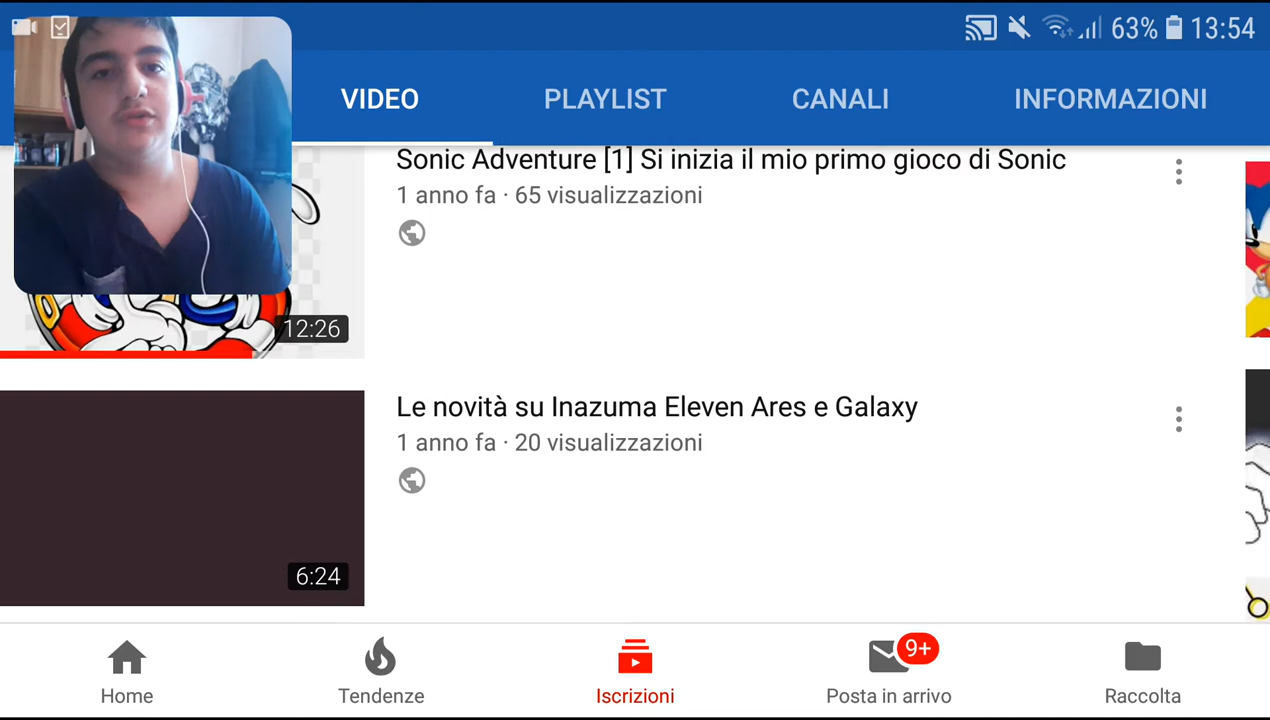 63% 13:54
VIDEO PLAYLIST CANALI INFORMAZIONI
Sonic Adventure [1] Si inizia il mio primo gioco di Sonic
1 anno fa · 65 visualizzazioni
12:26
Le novità su Inazuma Eleven Ares e Galaxy
1 anno fa · 20 visualizzazioni
6:24
9+
Home Tendenze Iscrizioni Posta in arrivo Raccolta